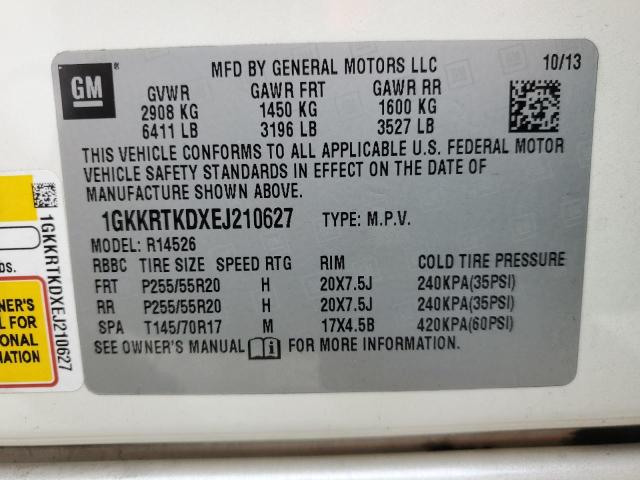 GM
MFD BY GENERAL MOTORS LLC 10/13
GVWR GAWR FRT GAWR RR
2908 KG 1450 KG 1600 KG
6411 LB 3196 LB 3527 LB
THIS VEHICLE CONFORMS TO ALL APPLICABLE U.S. FEDERAL MOTOR
VEHICLE SAFETY STANDARDS IN EFFECT ON THE DATE OF
MANUFACTURE SHOWN ABOVE.
1GKKRTKDXEJ210627 TYPE: M.P.V.
MODEL: R14526
RBBC TIRE SIZE SPEED RTG RIM COLD TIRE PRESSURE
FRT P255/55R20 H 20X7.5J 240KPA(35PSI)
RR P255/55R20 H 20X7.5J 240KPA(35PSI)
SPA T145/70R17 M 17X4.5B 420KPA(60PSI)
SEE OWNER'S MANUAL FOR MORE INFORMATION.
1GKKRTKDXEJ210627